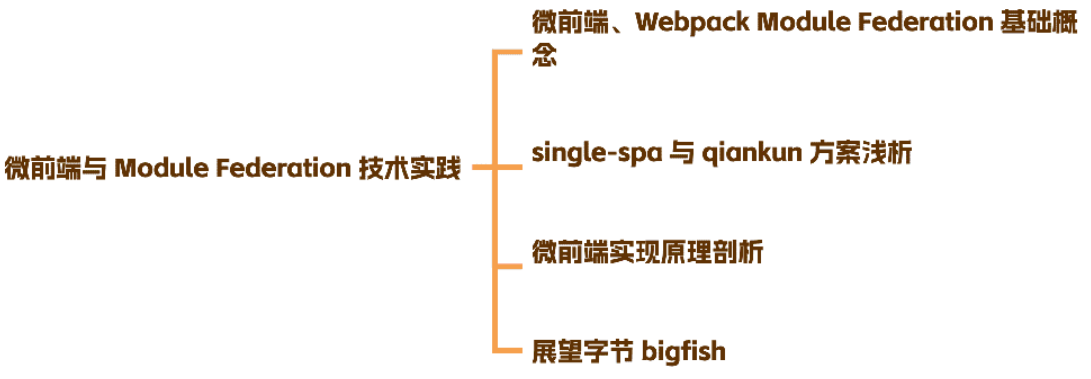 微前端与 Module Federation 技术实践
微前端、Webpack Module Federation 基础概
念
single-spa 与 qiankun 方案浅析
微前端实现原理剖析
展望字节 bigfish